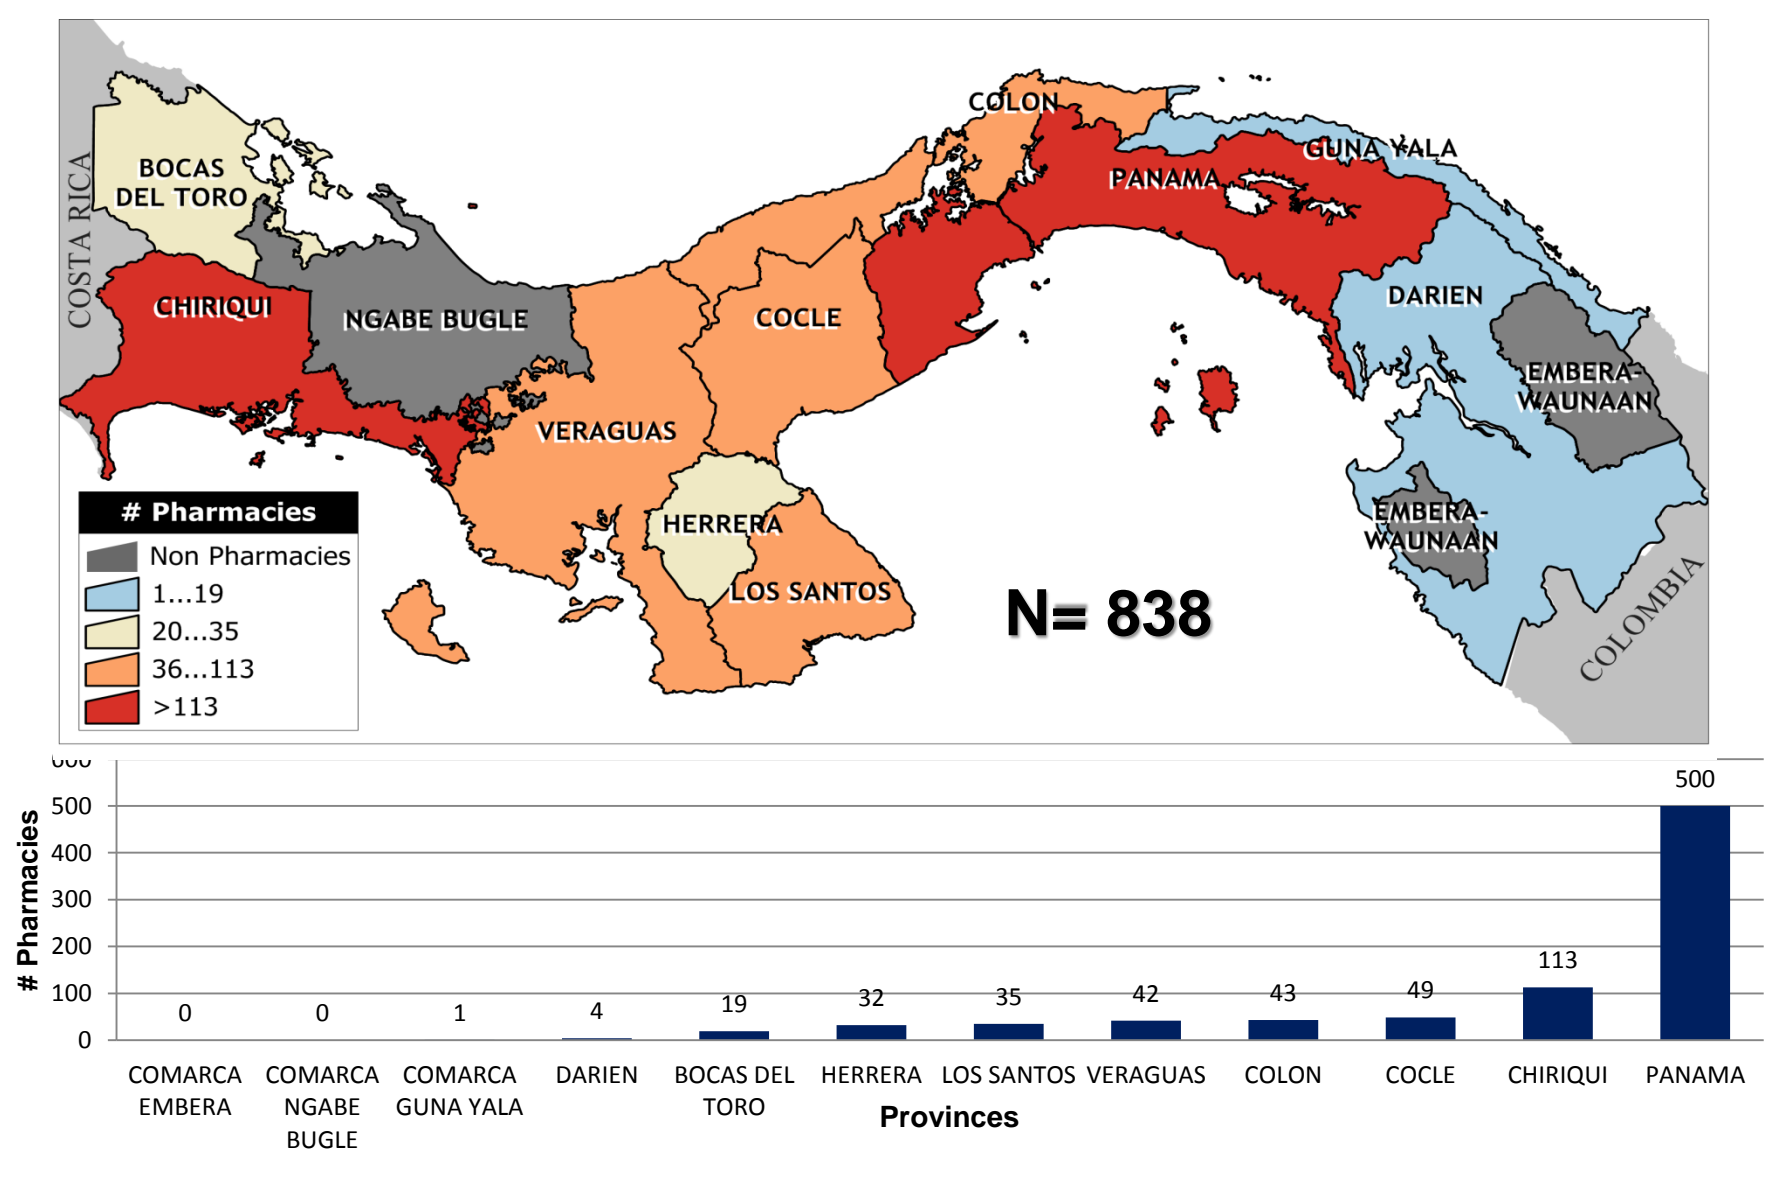 COLON
GUNA YALA
BOCAS
DEL TORO
PANAMA
COSTA RICA
CHIRIQUI
NGABE BUGLE
COCLE
DARIEN
EMBERA-
WAUNAAN
VERAGUAS
HERRERA
EMBERA-
WAUNAAN
LOS SANTOS
N= 838
COLOMBIA
# Pharmacies
Non Pharmacies
1...19
20...35
36...113
>113
# Pharmacies
600
500
400
300
200
100
0
0
0
1
4
19
32
35
42
43
49
113
500
COMARCA
EMBERA
COMARCA
NGABE
BUGLE
COMARCA
GUNA YALA
DARIEN
BOCAS DEL
TORO
HERRERA
LOS SANTOS
VERAGUAS
COLON
COCLE
CHIRIQUI
PANAMA
Provinces